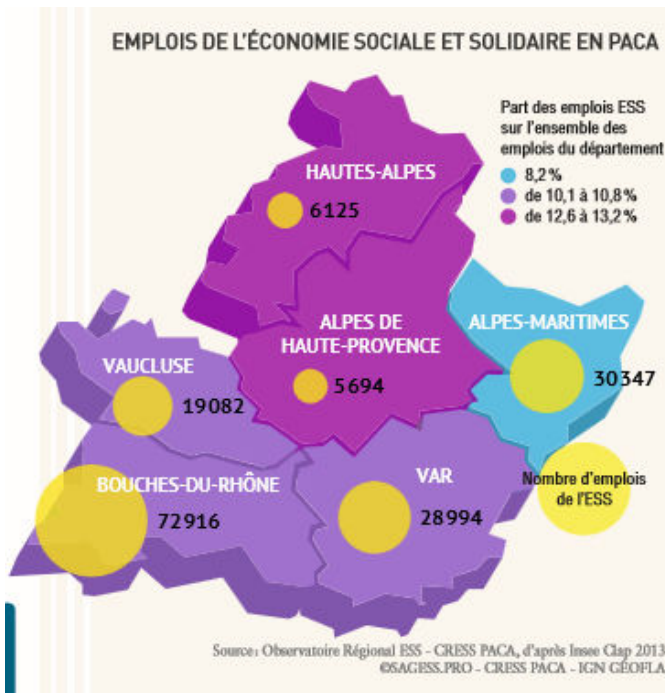 EMPLOIS DE L'ÉCONOMIE SOCIALE ET SOLIDAIRE EN PACA
Part des emplois ESS
sur l'ensemble des
emplois du département
8,2%
de 10,1 à 10,8%
de 12,6 à 13,2%
HAUTES-ALPES
6125
ALPES DE
HAUTE-PROVENCE
5694
ALPES-MARITIMES
30347
VAUCLUSE
19082
BOUCHES-DU-RHÔNE
72916
VAR
28994
Nombre d'emplois
de l'ESS
Source: Observatoire Régional ESS - CRESS PACA, d'après Insee Clap 2013
©SAGESS.PRO - CRESS PACA - IGN GÉOFLA